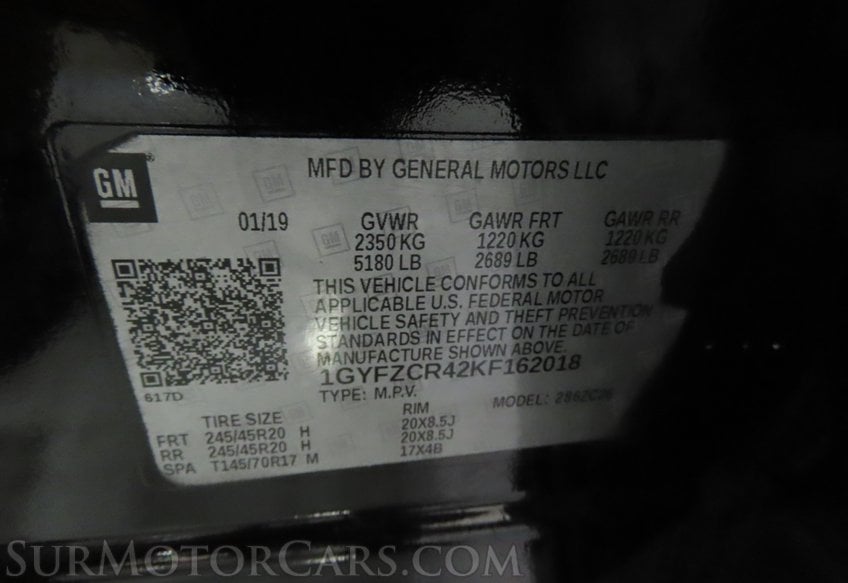 GM
MFD BY GENERAL MOTORS LLC
01/19 GVWR GAWR FRT GAWR RR
2350 KG 1220 KG 1220 KG
5180 LB 2689 LB 2689 LB
THIS VEHICLE CONFORMS TO ALL
APPLICABLE U.S. FEDERAL MOTOR
VEHICLE SAFETY AND THEFT PREVENTION
STANDARDS IN EFFECT ON THE DATE OF
MANUFACTURE SHOWN ABOVE.
1GYFZCR42KF162018
617D
TYPE: M.P.V. MODEL:
TIRE SIZE RIM
FRT 245/45R20 H 20X8.5J
RR 245/45R20 H 20X8.5J
SPA T145/70R17 M 17X4B
SURMOTORCARS.COM